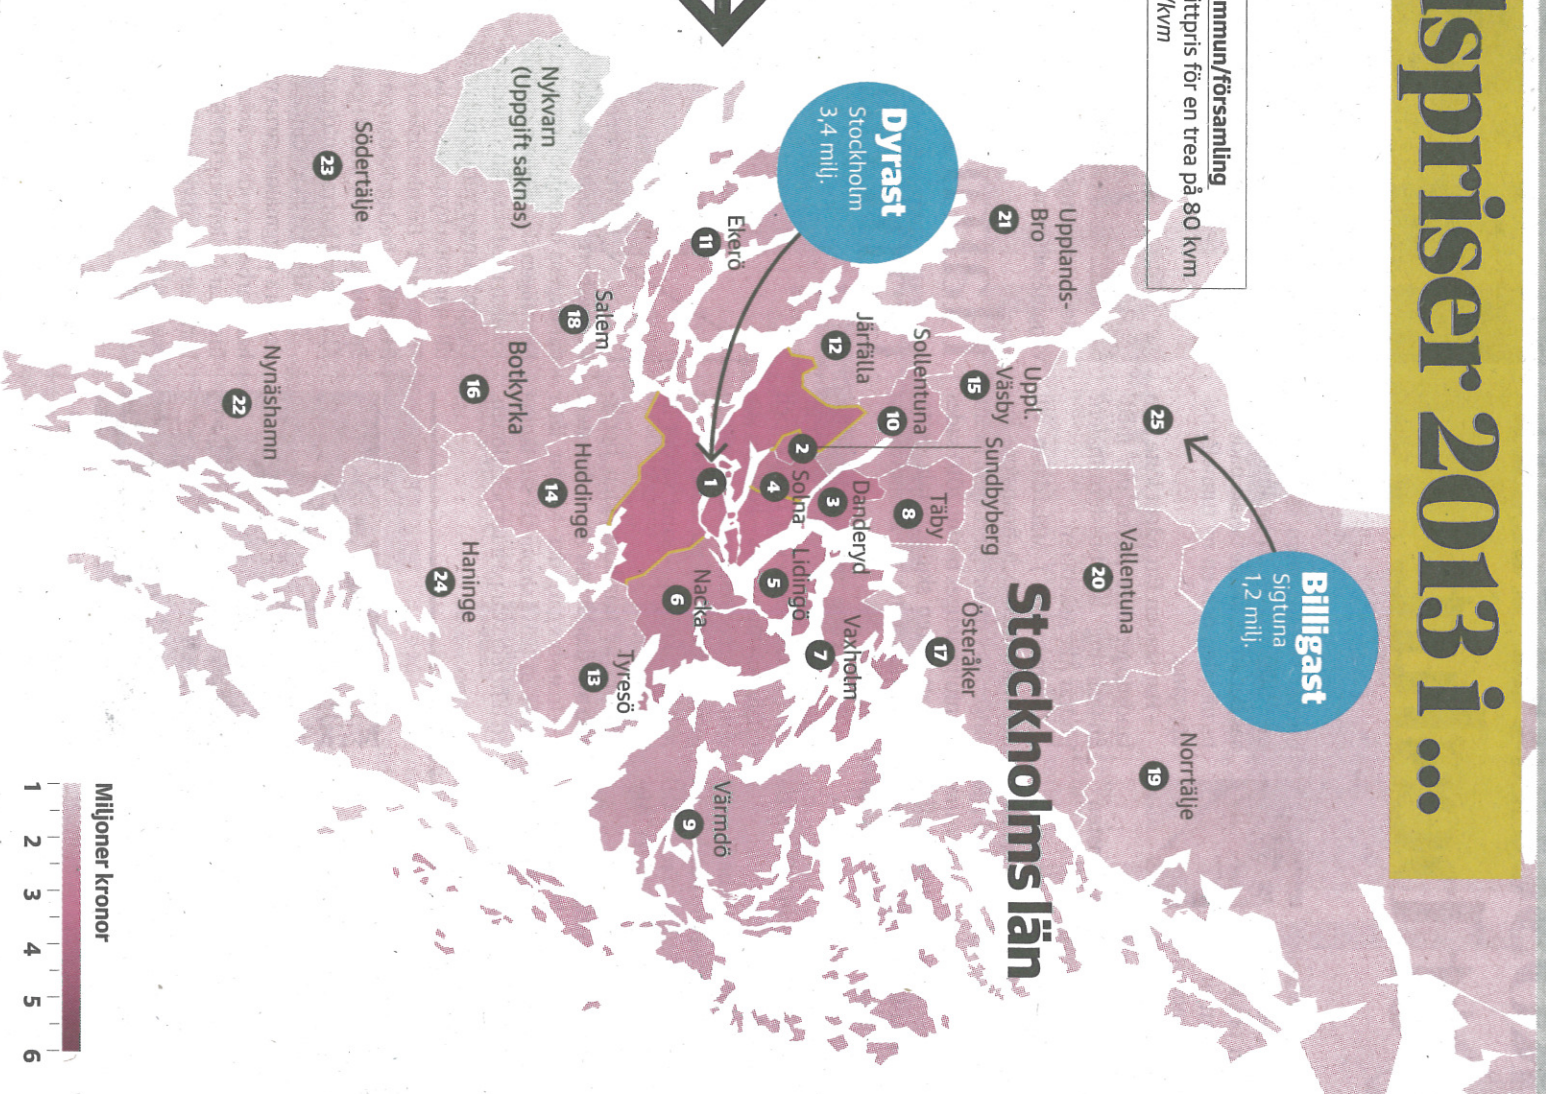 spriser 2013 i ...
ittpris för en trea på 80 kvm
/kvm
Dyrast
Stockholm
3,4 milj.
Billigast
Sigtuna
1,2 milj.
Stockholms län
Norrtälje
19
25
Vallentuna
20
Upplands-
Bro
21
Uppl.
Väsby
15
Sundbyberg
2
Österåker
17
Sollentuna
10
Täby
8
Järfälla
12
Danderyd
3
Vaxholm
7
Solna
4
Lidingö
5
Ekerö
11
1
Nacka
6
Värmdö
9
Salem
18
Huddinge
14
Tyresö
13
Nykvarn
(Uppgift saknas)
Botkyrka
16
Haninge
24
Södertälje
23
Nynäshamn
22
Miljoner kronor
1 2 3 4 5 6